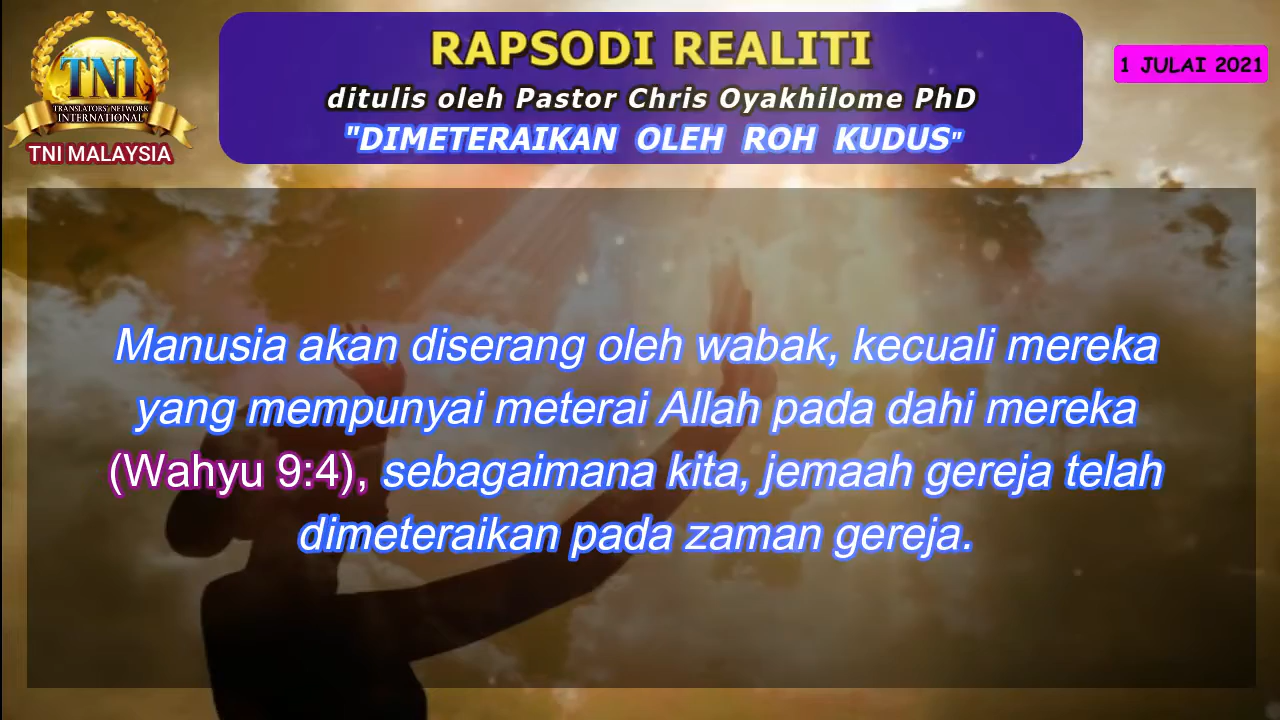 TNI
TRANSLATORS' NETWORK
INTERNATIONAL
TNI MALAYSIA
RAPSODI REALITI
ditulis oleh Pastor Chris Oyakhilome PhD
"DIMETERAIKAN OLEH ROH KUDUS"
1 JULAI 2021
Manusia akan diserang oleh wabak, kecuali mereka
yang mempunyai meterai Allah pada dahi mereka
(Wahyu 9:4), sebagaimana kita, jemaah gereja telah
dimeteraikan pada zaman gereja.